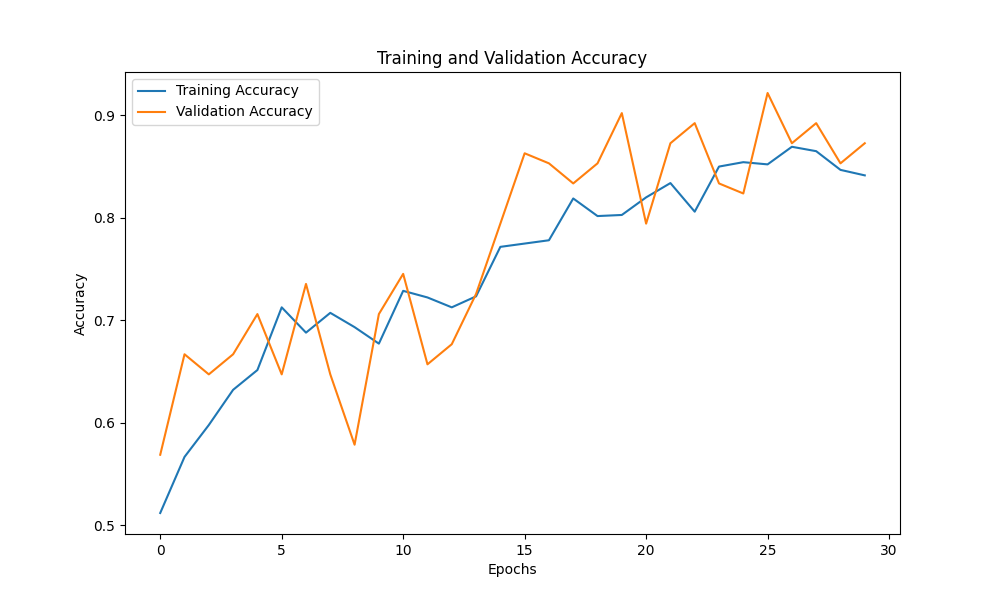 Training and Validation Accuracy
Training Accuracy
Validation Accuracy
Accuracy
0.9
0.8
0.7
0.6
0.5
0 5 10 15 20 25 30
Epochs